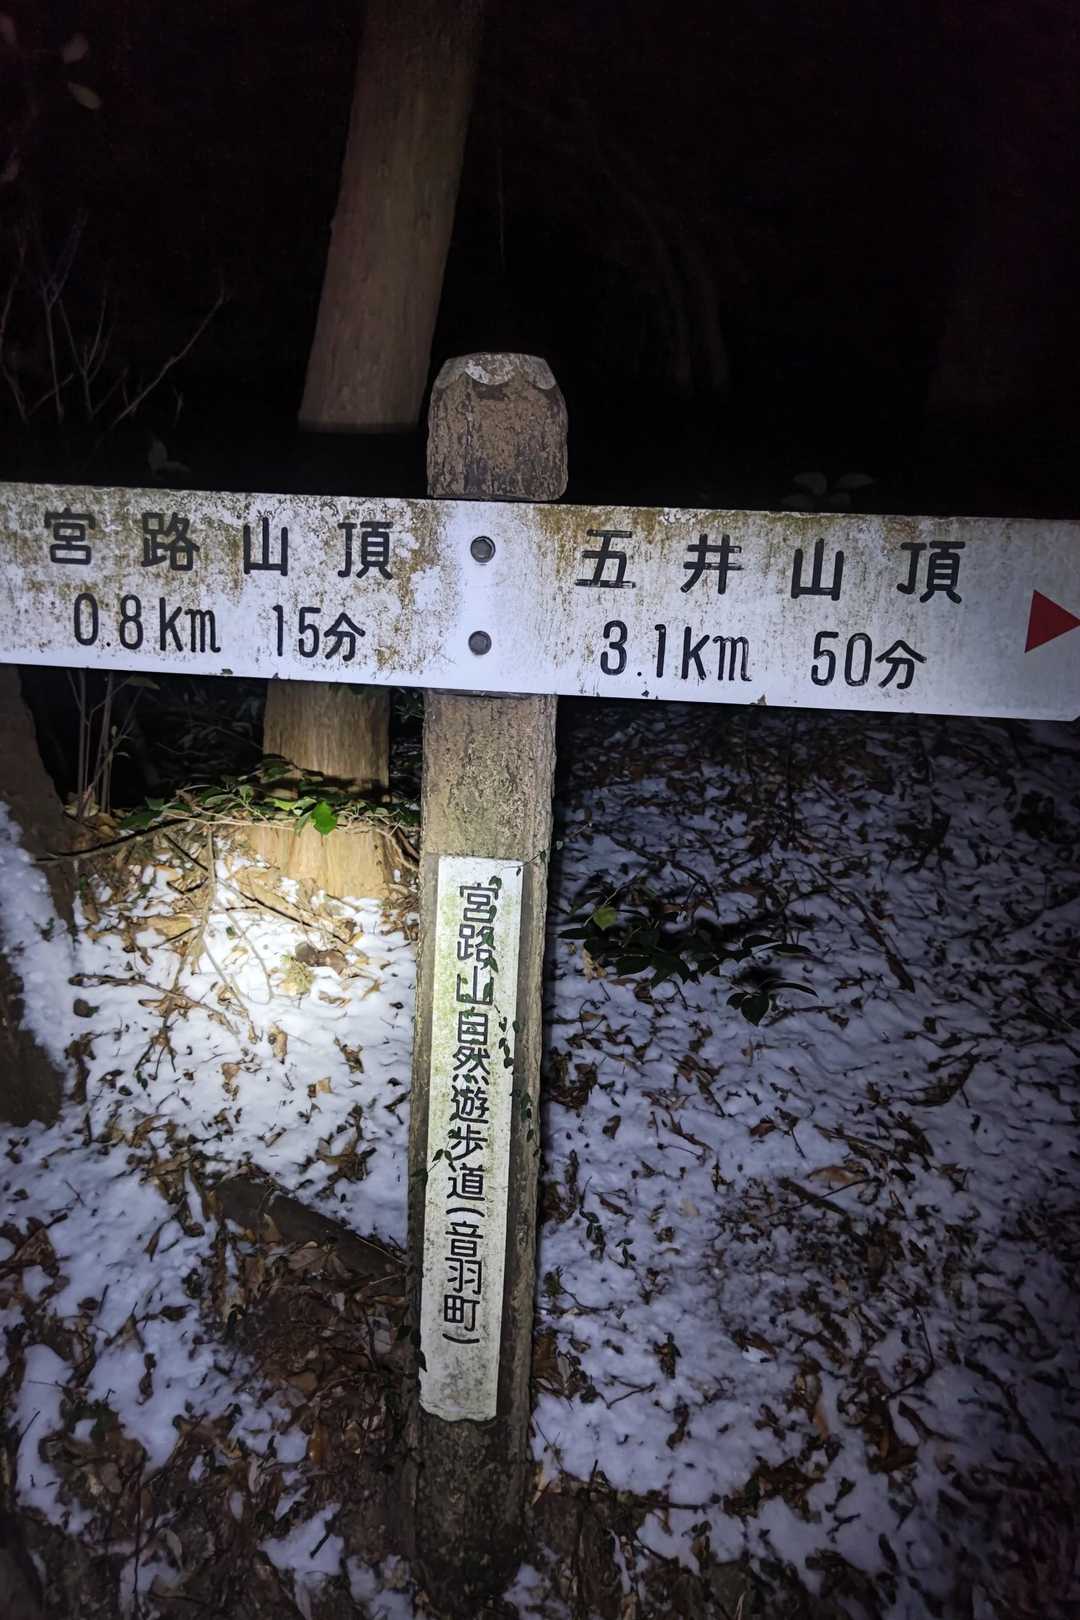 宮路山頂
0.8km 15分
五井山頂
3.1km 50分
宮路山自然遊歩道(音羽町)